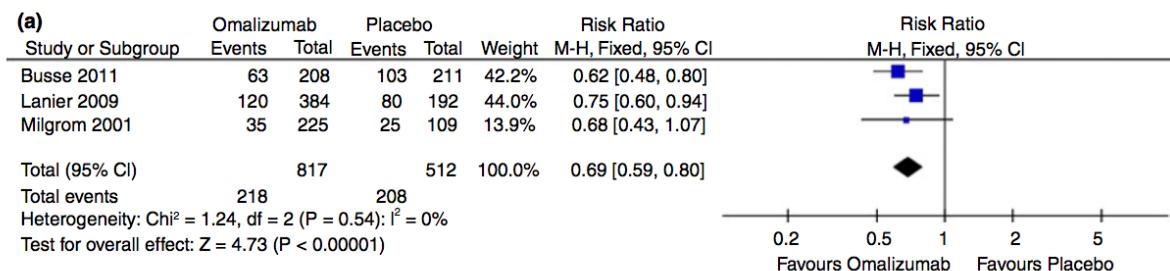 (a)
Omalizumab Placebo Risk Ratio Risk Ratio
Study or Subgroup Events Total Events Total Weight M-H, Fixed, 95% CI M-H, Fixed, 95% CI
Busse 2011 63 208 103 211 42.2% 0.62 [0.48, 0.80]
Lanier 2009 120 384 80 192 44.0% 0.75 [0.60, 0.94]
Milgrom 2001 35 225 25 109 13.9% 0.68 [0.43, 1.07]
Total (95% CI) 817 512 100.0% 0.69 [0.59, 0.80]
Total events 218 208
Heterogeneity: Chi² = 1.24, df = 2 (P = 0.54): I² = 0%
Test for overall effect: Z = 4.73 (P < 0.00001)
0.2 0.5 1 2 5
Favours Omalizumab Favours Placebo